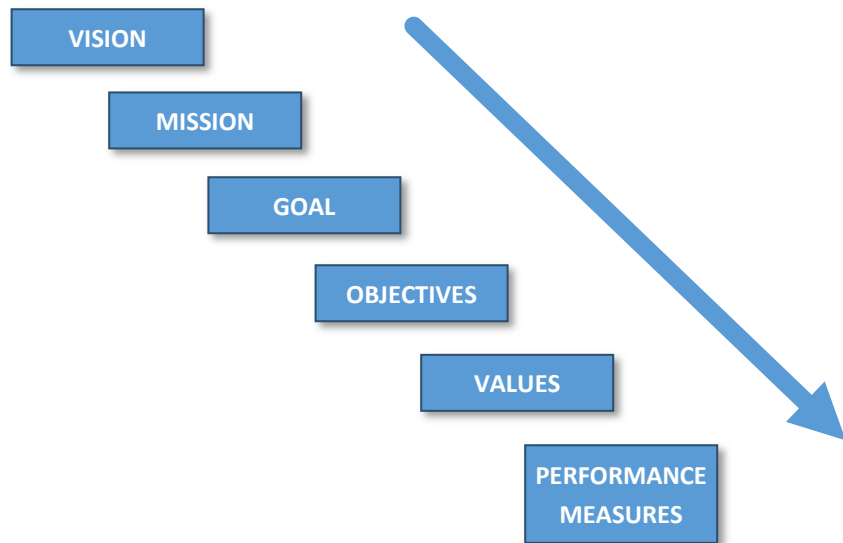 VISION
MISSION
GOAL
OBJECTIVES
VALUES
PERFORMANCE
MEASURES